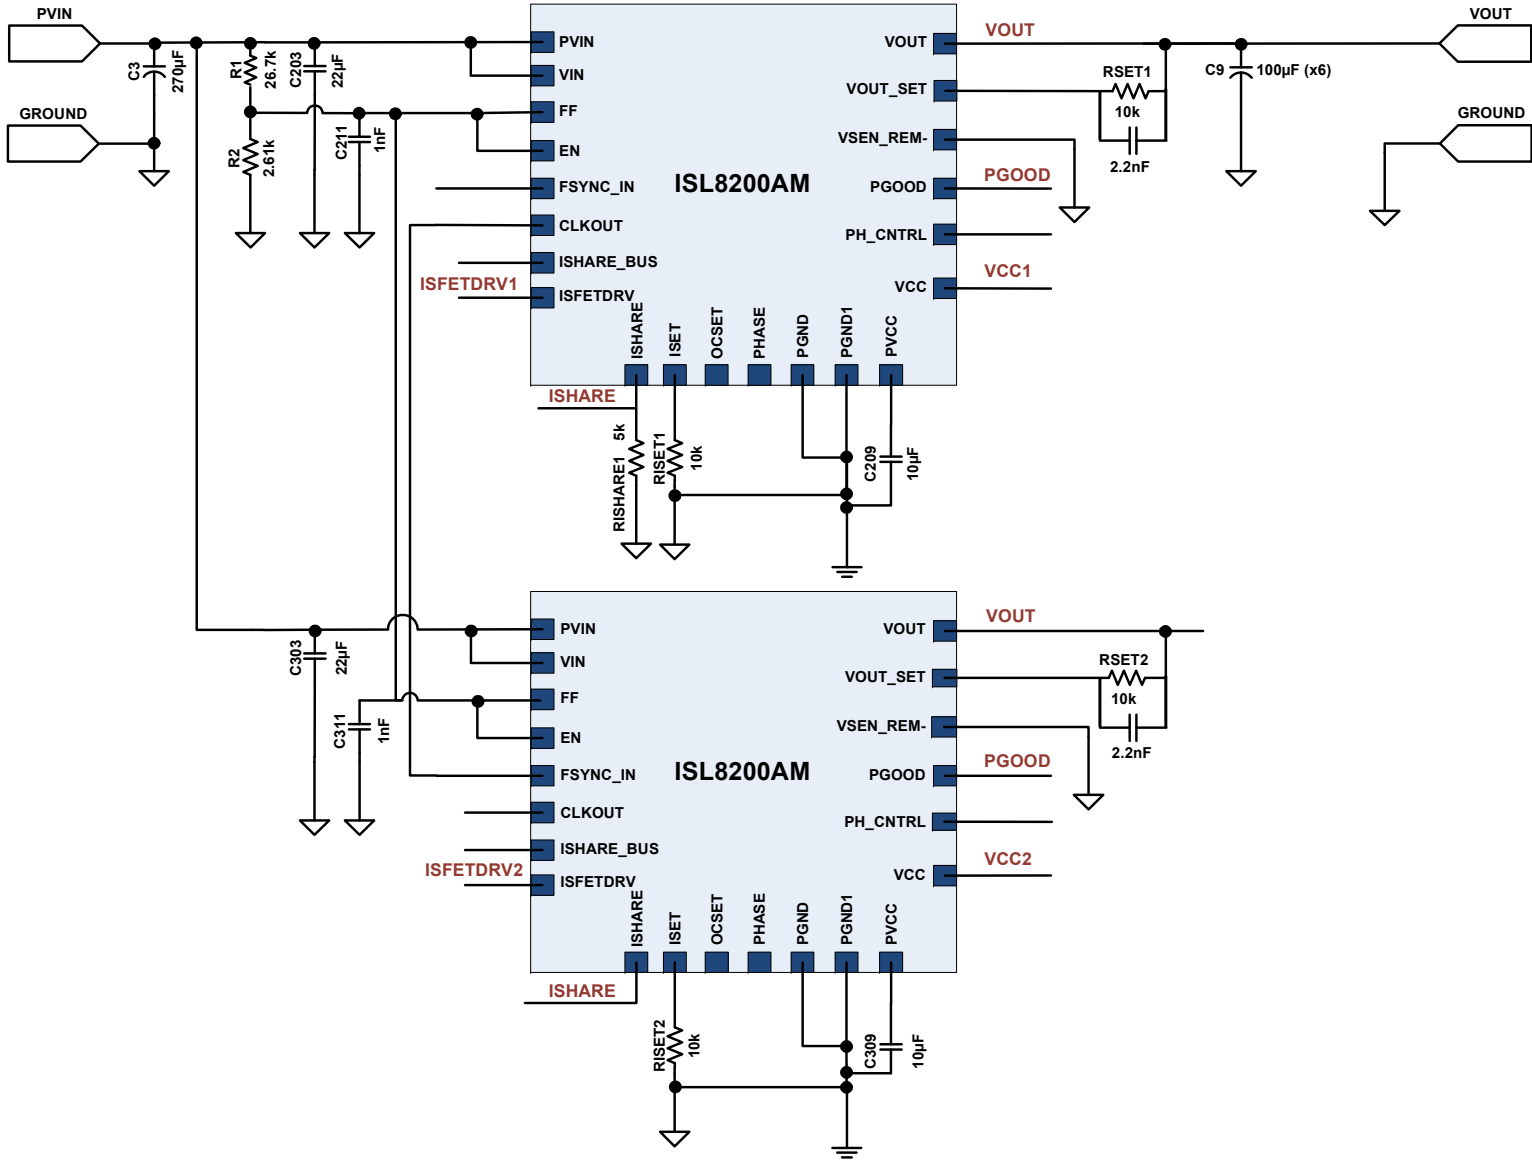 PVIN
GROUND
C3
270µF
R1
26.7k
C203
22µF
R2
2.61k
C211
1nF
PVIN
VIN
FF
EN
FSYNC_IN
CLKOUT
ISHARE_BUS
ISFETDRV1
ISFETDRV
ISL8200AM
VOUT
VOUT_SET
VSEN_REM-
PGOOD
PH_CNTRL
VCC
ISHARE
ISET
OCSET
PHASE
PGND
PGND1
PVCC
VOUT
PGOOD
VCC1
RSET1
10k
2.2nF
C9 100µF (x6)
VOUT
GROUND
ISHARE
RISHARE1 5k
RISET1
10k
C209
10µF
C303
22µF
C311
1nF
PVIN
VIN
FF
EN
FSYNC_IN
CLKOUT
ISHARE_BUS
ISFETDRV2
ISFETDRV
ISL8200AM
VOUT
VOUT_SET
VSEN_REM-
PGOOD
PH_CNTRL
VCC
ISHARE
ISET
OCSET
PHASE
PGND
PGND1
PVCC
VOUT
PGOOD
VCC2
RSET2
10k
2.2nF
ISHARE
RISET2
10k
C309
10µF